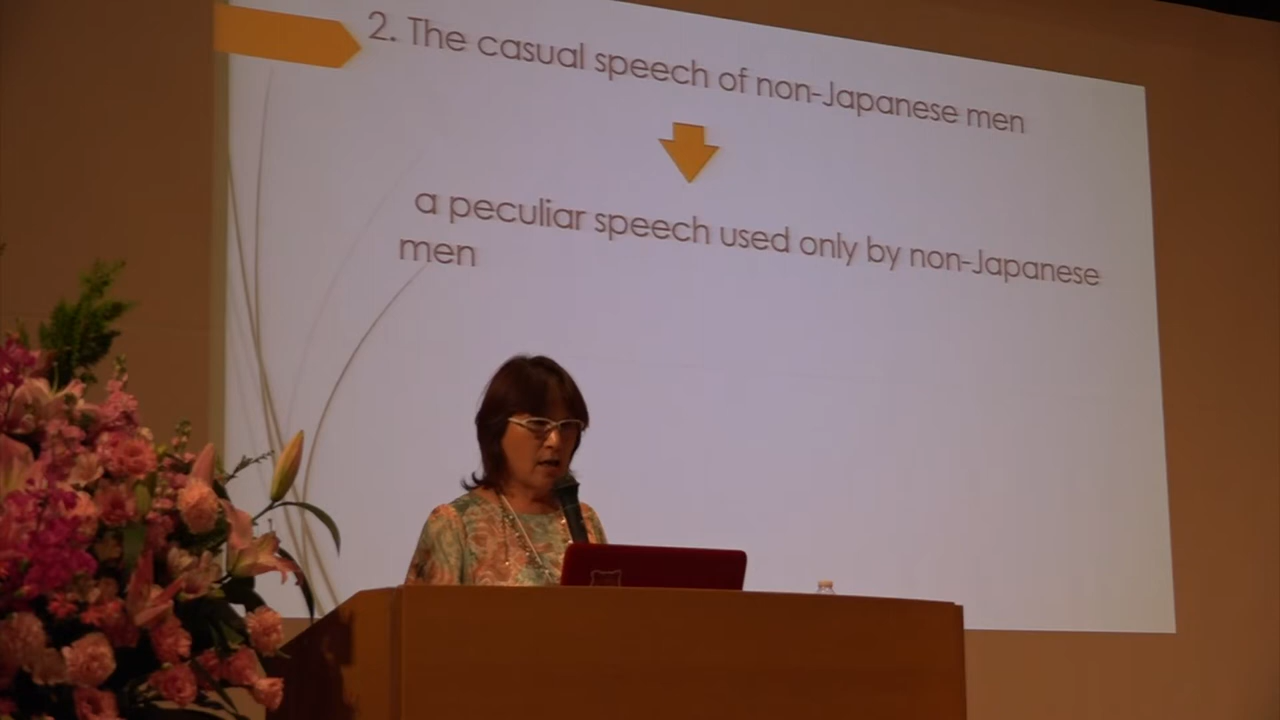 2. The casual speech of non-Japanese men
a peculiar speech used only by non-Japanese
men